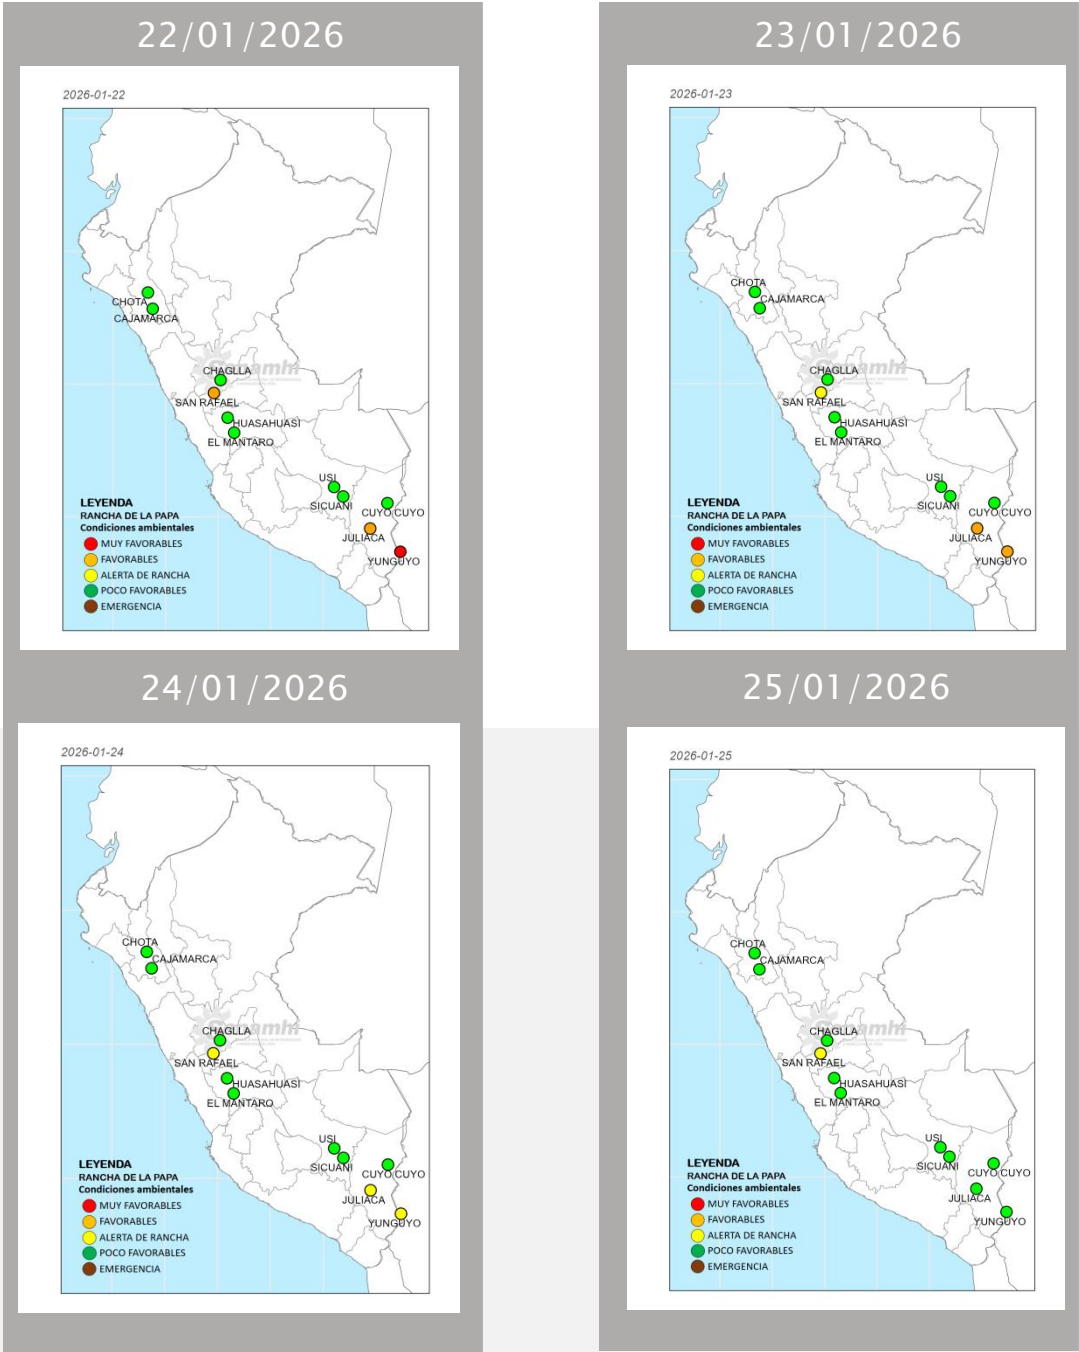 22/01/2026
2026-01-22
CHOTA
CAJAMARCA
Senamhi
CHAGLLA
SAN RAFAEL
HUASAHUASI
EL MANTARO
USI
SICUANI
CUYO CUYO
JULIACA
YUNGUYO
LEYENDA
RANCHA DE LA PAPA
Condiciones ambientales
MUY FAVORABLES
FAVORABLES
ALERTA DE RANCHA
POCO FAVORABLES
EMERGENCIA
23/01/2026
2026-01-23
CHOTA
CAJAMARCA
Senamhi
CHAGLLA
SAN RAFAEL
HUASAHUASI
EL MANTARO
USI
SICUANI
CUYO CUYO
JULIACA
YUNGUYO
LEYENDA
RANCHA DE LA PAPA
Condiciones ambientales
MUY FAVORABLES
FAVORABLES
ALERTA DE RANCHA
POCO FAVORABLES
EMERGENCIA
24/01/2026
2026-01-24
CHOTA
CAJAMARCA
Senamhi
CHAGLLA
SAN RAFAEL
HUASAHUASI
EL MANTARO
USI
SICUANI
CUYO CUYO
JULIACA
YUNGUYO
LEYENDA
RANCHA DE LA PAPA
Condiciones ambientales
MUY FAVORABLES
FAVORABLES
ALERTA DE RANCHA
POCO FAVORABLES
EMERGENCIA
25/01/2026
2026-01-25
CHOTA
CAJAMARCA
Senamhi
CHAGLLA
SAN RAFAEL
HUASAHUASI
EL MANTARO
USI
SICUANI
CUYO CUYO
JULIACA
YUNGUYO
LEYENDA
RANCHA DE LA PAPA
Condiciones ambientales
MUY FAVORABLES
FAVORABLES
ALERTA DE RANCHA
POCO FAVORABLES
EMERGENCIA